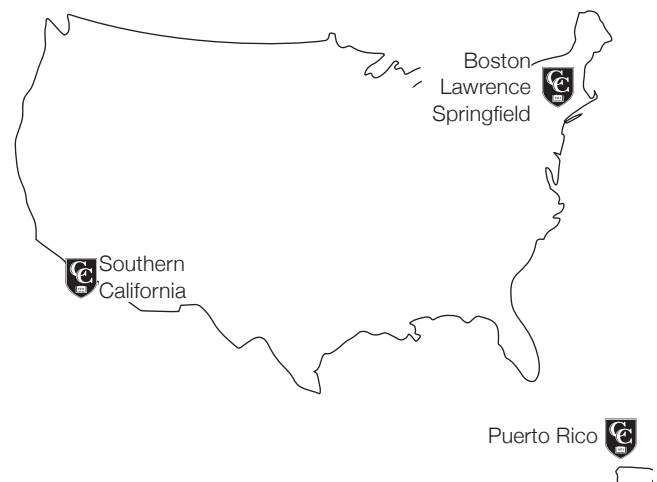 Boston
Lawrence
Springfield
Southern
California
Puerto Rico